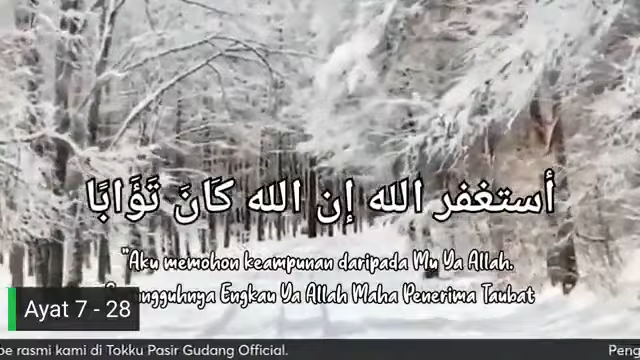 أستغفر الله إن الله كَانَ تَوَّابًا
"Aku memohon keampunan daripada Mu Ya Allah.
Engkau Ya Allah Maha Penerima Taubat
Ayat 7 - 28
be rasmi kami di Tokku Pasir Gudang Official.
Peng